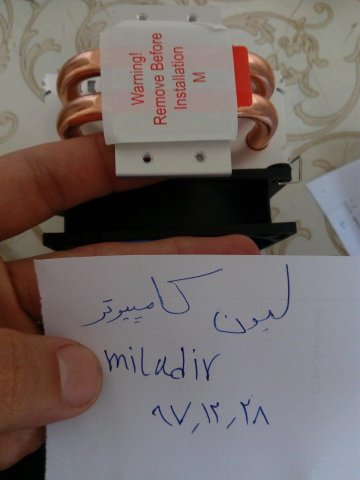 Warning!
Remove Before
Installation
M
لیون کامپیوتر
miladir
۹۷,۱۲,۲۸